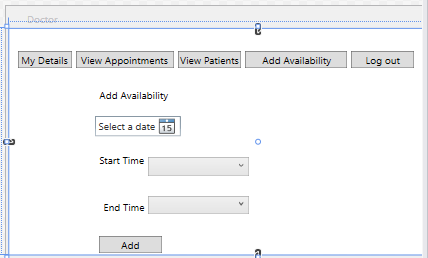 Doctor
My Details View Appointments View Patients Add Availability Log out
Add Availability
Select a date 15
Start Time
End Time
Add